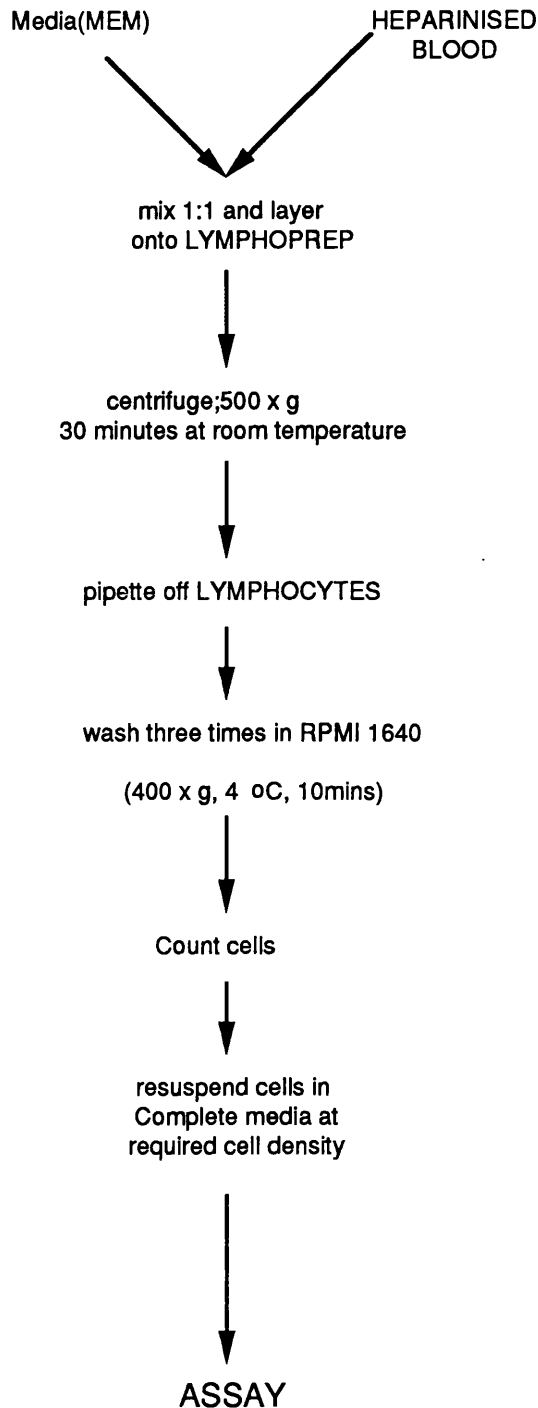 Media(MEM)
HEPARINISED
BLOOD
mix 1:1 and layer
onto LYMPHOPREP
centrifuge;500 x g
30 minutes at room temperature
pipette off LYMPHOCYTES
wash three times in RPMI 1640
(400 x g, 4 oC, 10mins)
Count cells
resuspend cells in
Complete media at
required cell density
ASSAY